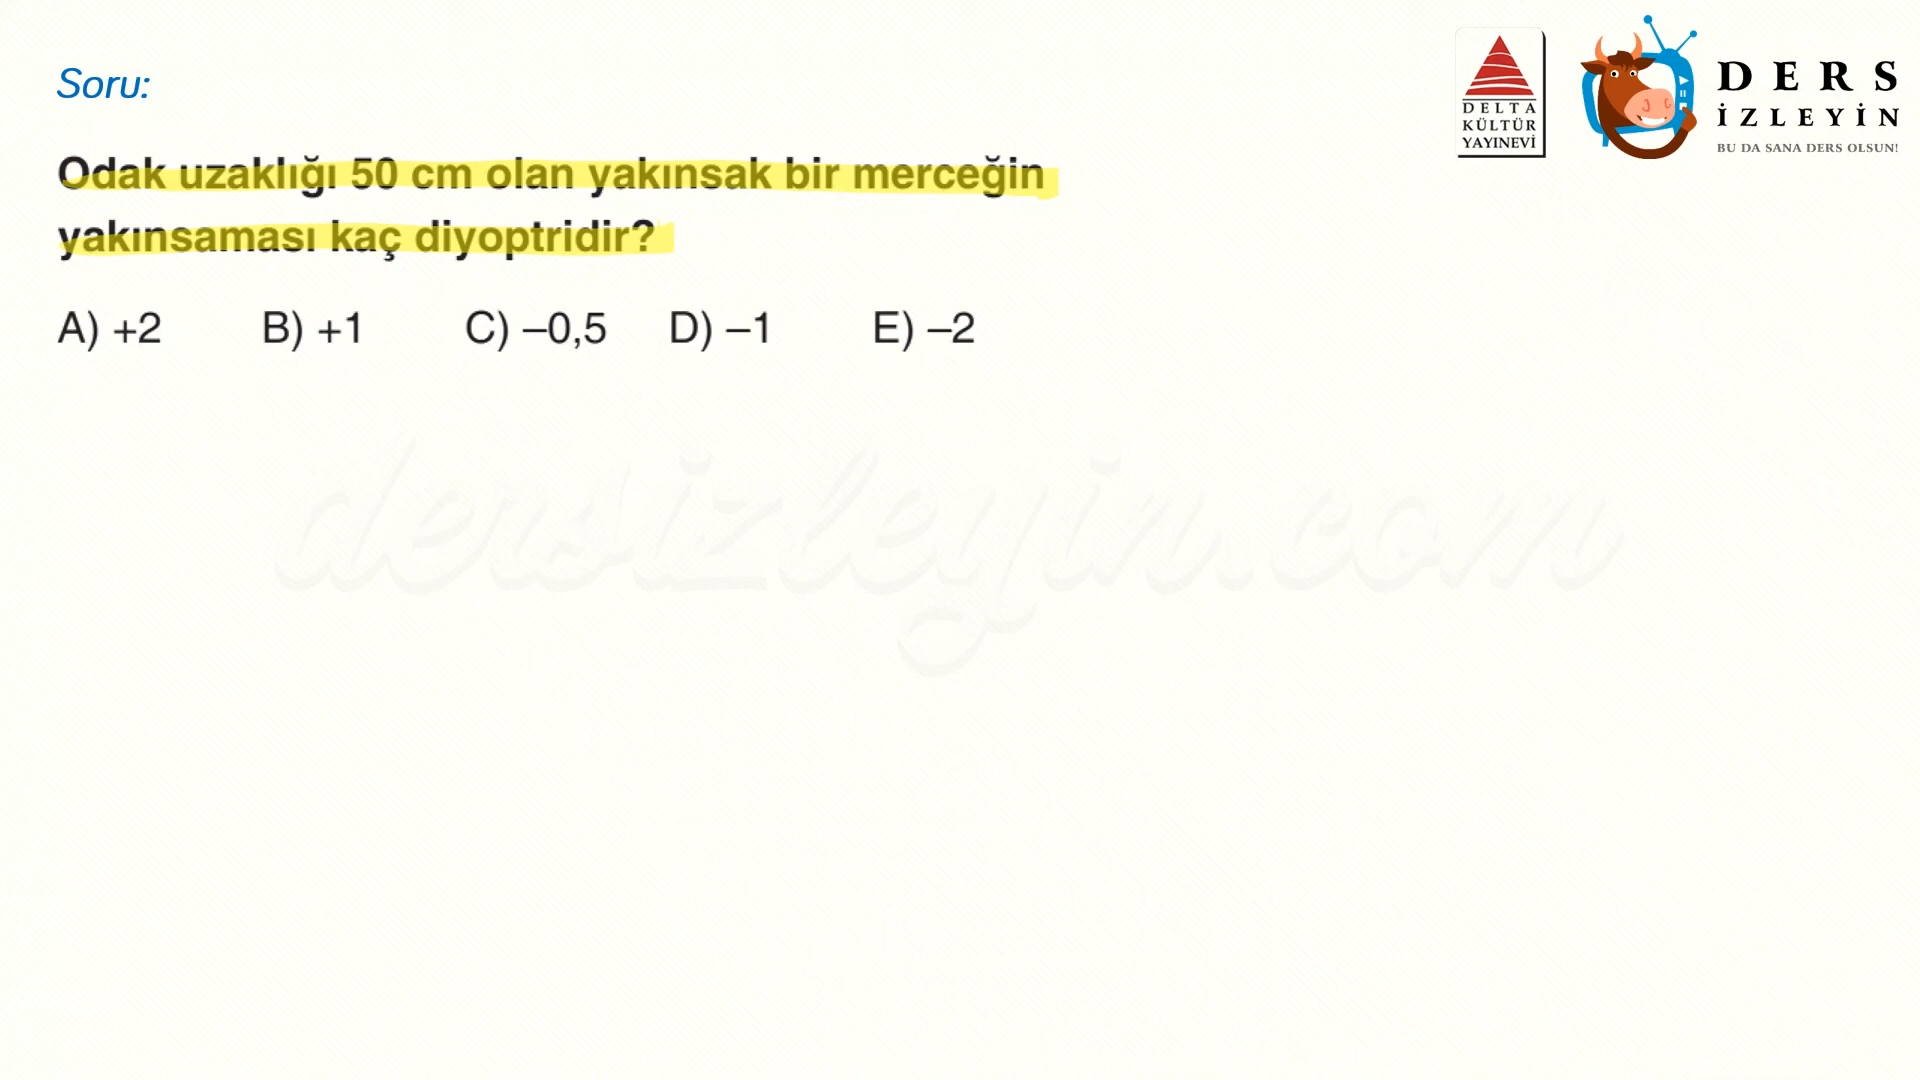 Soru:
DELTA
KÜLTÜR
YAYINEVİ
DERS
İZLEYİN
BU DA SANA DERS OLSUN!
Odak uzaklığı 50 cm olan yakınsak bir merceğin
yakınsaması kaç diyoptridir?
A) +2 B) +1 C) –0,5 D) –1 E) –2
dersizleyin.com